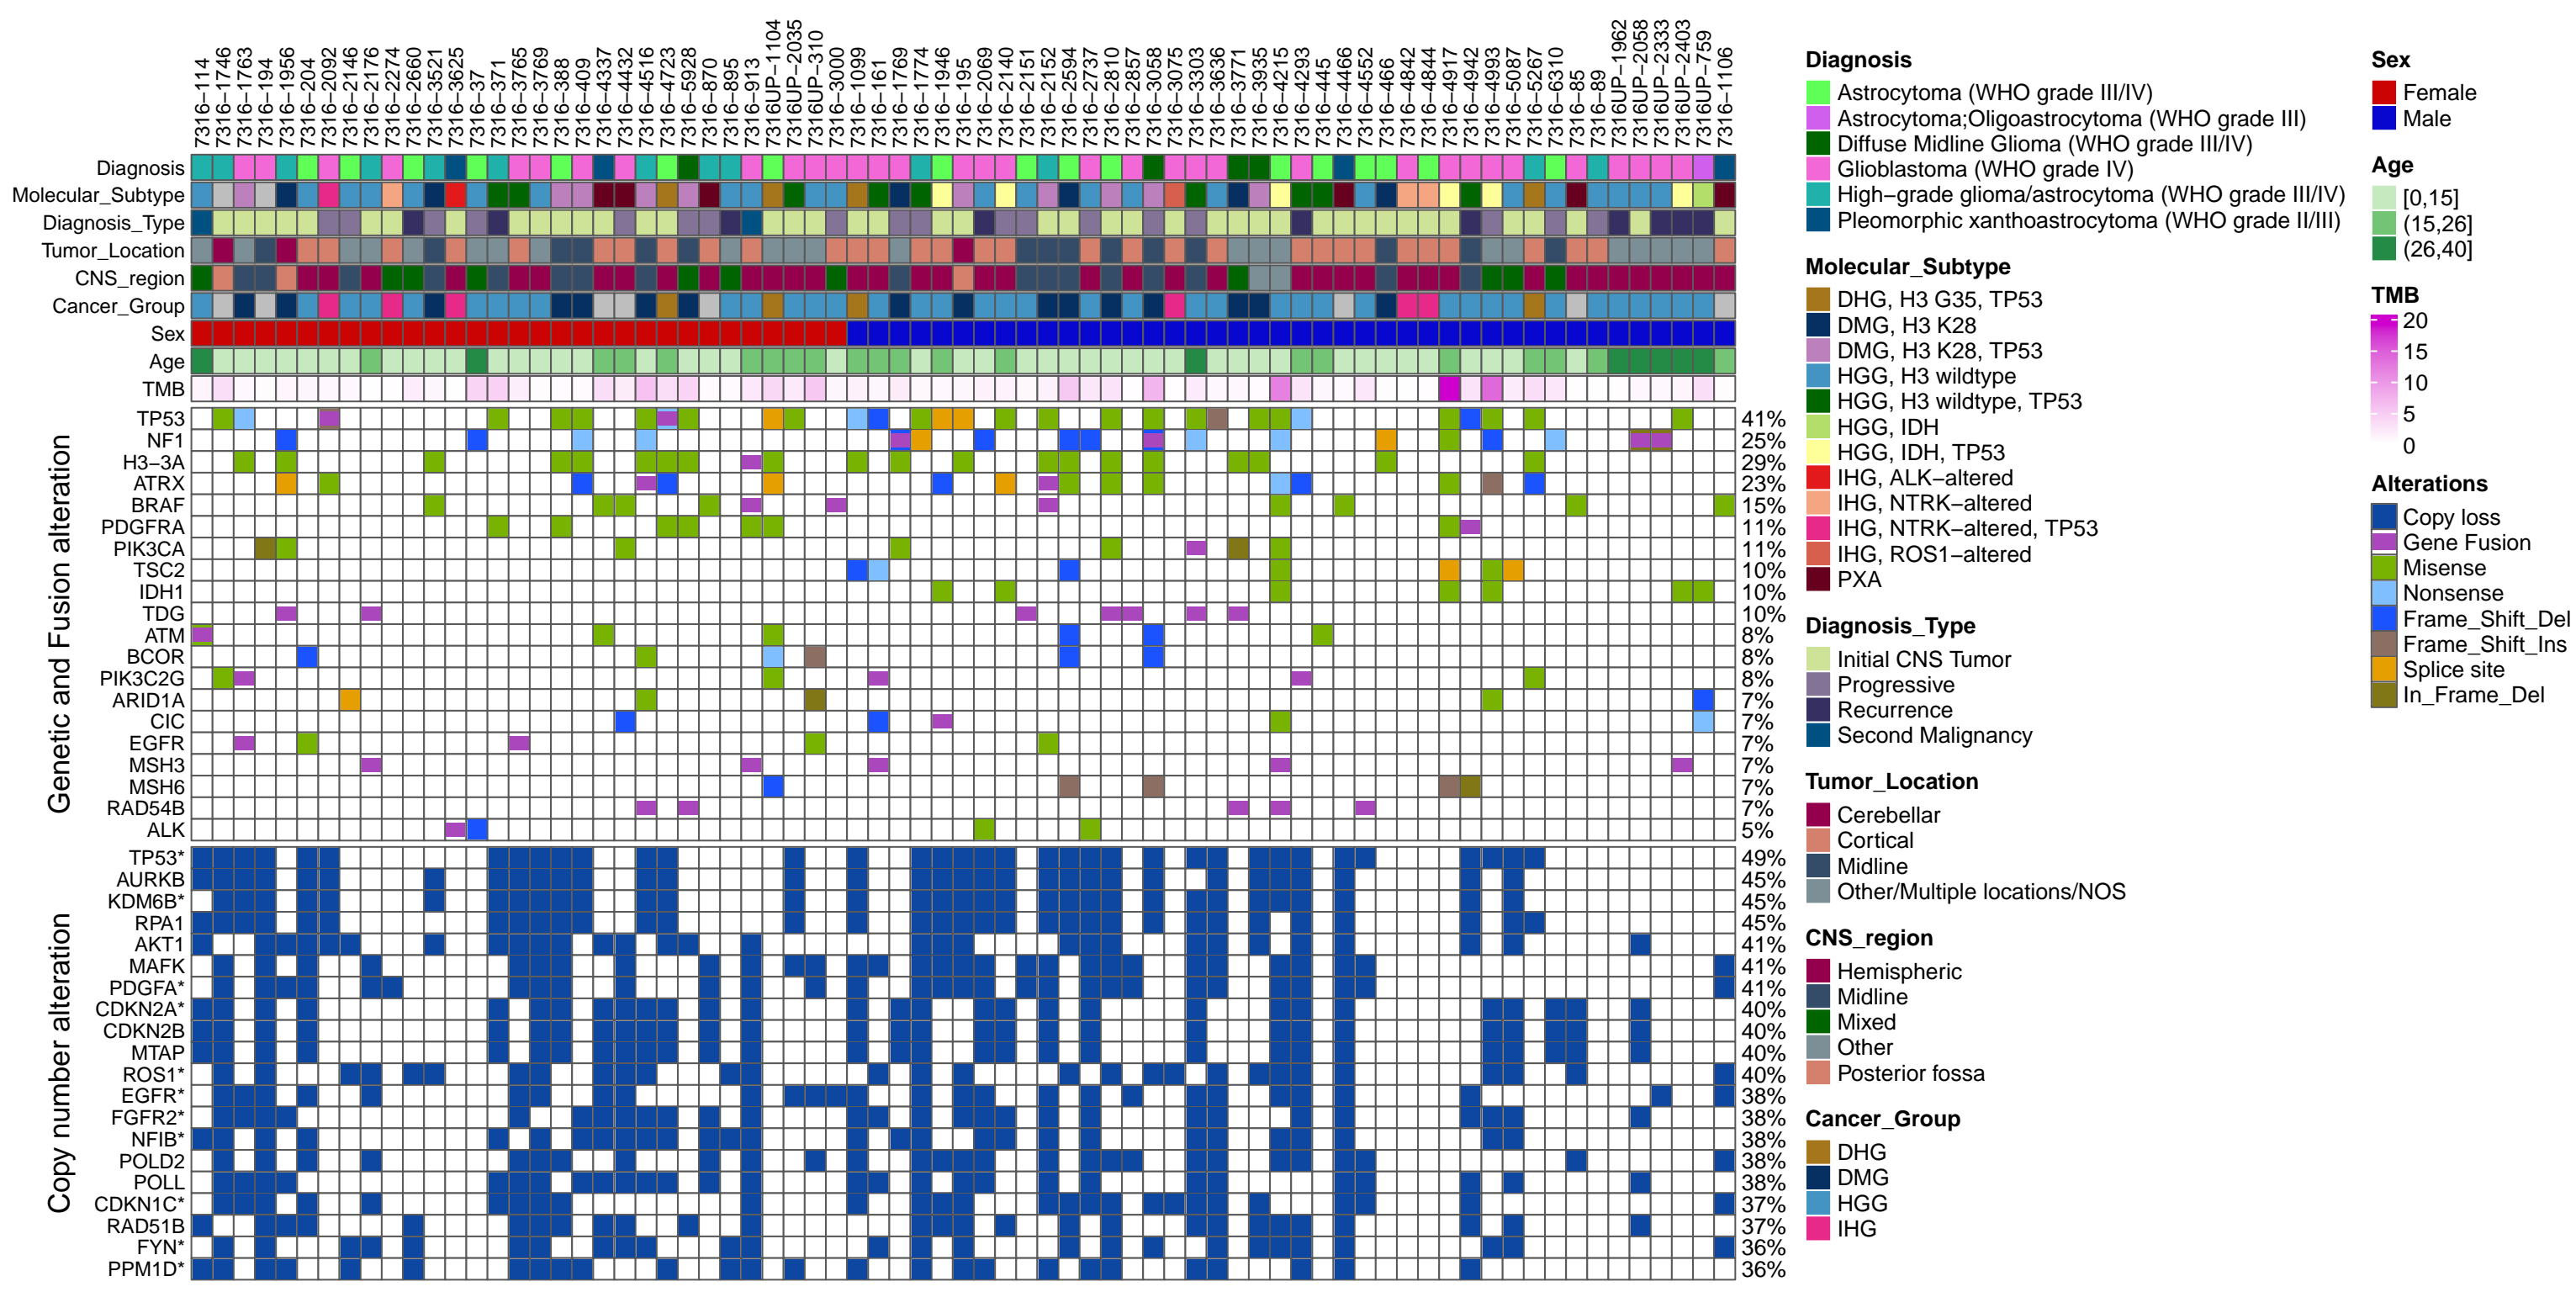 7316−114
7316−1746
7316−1763
7316−194
7316−1956
7316−204
7316−2092
7316−2146
7316−2176
7316−2274
7316−2660
7316−3521
7316−3625
7316−37
7316−371
7316−3765
7316−3769
7316−388
7316−409
7316−4337
7316−4432
7316−4516
7316−4723
7316−5928
7316−870
7316−895
7316−913
7316UP−1104
7316UP−2035
7316UP−310
7316−3000
7316−1099
7316−161
7316−1769
7316−1774
7316−1946
7316−195
7316−2069
7316−2140
7316−2151
7316−2152
7316−2594
7316−2737
7316−2810
7316−2857
7316−3058
7316−3075
7316−3303
7316−3636
7316−3771
7316−3935
7316−4215
7316−4293
7316−445
7316−4466
7316−4552
7316−466
7316−4842
7316−4844
7316−4917
7316−4942
7316−4993
7316−5087
7316−5267
7316−6310
7316−85
7316−89
7316UP−1962
7316UP−2058
7316UP−2333
7316UP−2403
7316UP−759
7316−1106
Diagnosis
Molecular_Subtype
Diagnosis_Type
Tumor_Location
CNS_region
Cancer_Group
Sex
Age
TMB
Genetic and Fusion alteration
TP53 41%
NF1 25%
H3−3A 29%
ATRX 23%
BRAF 15%
PDGFRA 11%
PIK3CA 11%
TSC2 10%
IDH1 10%
TDG 10%
ATM 8%
BCOR 8%
PIK3C2G 8%
ARID1A 7%
CIC 7%
EGFR 7%
MSH3 7%
MSH6 7%
RAD54B 7%
ALK 5%
Copy number alteration
TP53* 49%
AURKB 45%
KDM6B* 45%
RPA1 45%
AKT1 41%
MAFK 41%
PDGFA* 41%
CDKN2A* 40%
CDKN2B 40%
MTAP 40%
ROS1* 40%
EGFR* 38%
FGFR2* 38%
NFIB* 38%
POLD2 38%
POLL 38%
CDKN1C* 37%
RAD51B 37%
FYN* 36%
PPM1D* 36%
Diagnosis
Astrocytoma (WHO grade III/IV)
Astrocytoma;Oligoastrocytoma (WHO grade III)
Diffuse Midline Glioma (WHO grade III/IV)
Glioblastoma (WHO grade IV)
High−grade glioma/astrocytoma (WHO grade III/IV)
Pleomorphic xanthoastrocytoma (WHO grade II/III)
Molecular_Subtype
DHG, H3 G35, TP53
DMG, H3 K28
DMG, H3 K28, TP53
HGG, H3 wildtype
HGG, H3 wildtype, TP53
HGG, IDH
HGG, IDH, TP53
IHG, ALK−altered
IHG, NTRK−altered
IHG, NTRK−altered, TP53
IHG, ROS1−altered
PXA
Diagnosis_Type
Initial CNS Tumor
Progressive
Recurrence
Second Malignancy
Tumor_Location
Cerebellar
Cortical
Midline
Other/Multiple locations/NOS
CNS_region
Hemispheric
Midline
Mixed
Other
Posterior fossa
Cancer_Group
DHG
DMG
HGG
IHG
Sex
Female
Male
Age
[0,15]
(15,26]
(26,40]
TMB
20
15
10
5
0
Alterations
Copy loss
Gene Fusion
Misense
Nonsense
Frame_Shift_Del
Frame_Shift_Ins
Splice site
In_Frame_Del